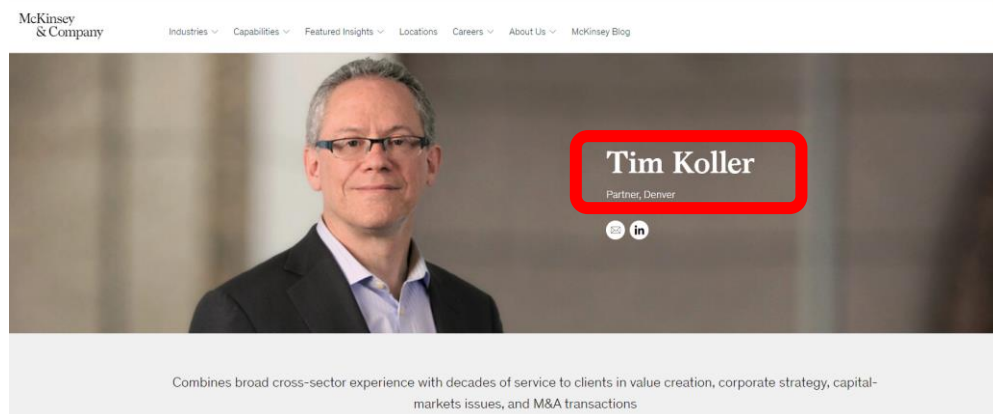 McKinsey
& Company
Industries Capabilities Featured Insights Locations Careers About Us McKinsey Blog
Tim Koller
Partner, Denver
in
Combines broad cross-sector experience with decades of service to clients in value creation, corporate strategy, capital-
markets issues, and M&A transactions